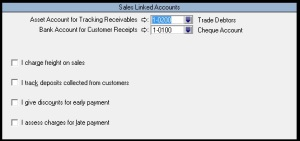 Sales Linked Accounts
Asset Account for Tracking Receivables 1-0200 Trade Debtors
Bank Account for Customer Receipts 1-0100 Cheque Account
I charge freight on sales
I track deposits collected from customers
I give discounts for early payment
I assess charges for late payment